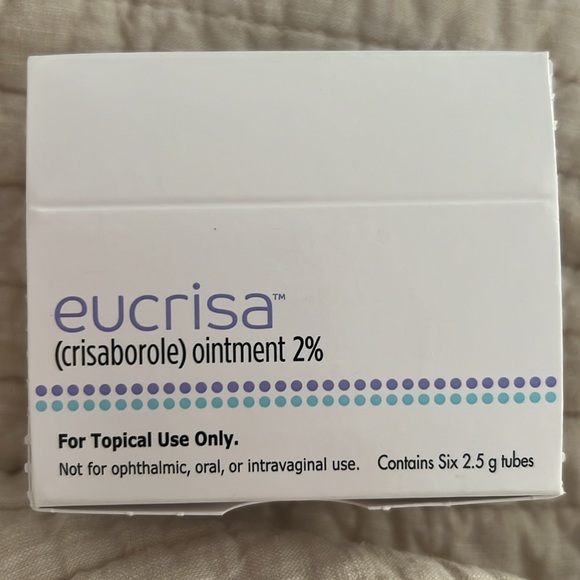 eucrisa™
(crisaborole) ointment 2%
For Topical Use Only.
Not for ophthalmic, oral, or intravaginal use. Contains Six 2.5 g tubes